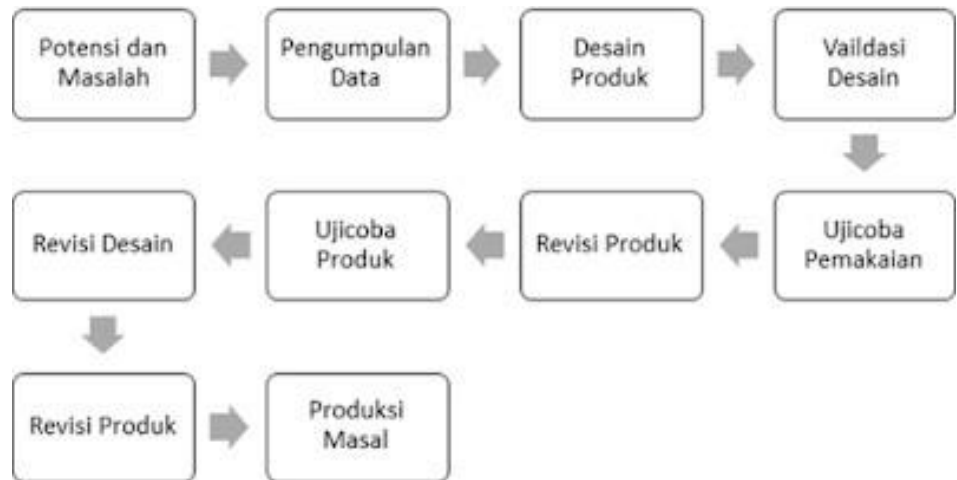 Potensi dan
Masalah
Pengumpulan
Data
Desain
Produk
Vaildasi
Desain
Ujicoba
Pemakaian
Revisi Produk
Ujicoba
Produk
Revisi Desain
Revisi Produk
Produksi
Masal